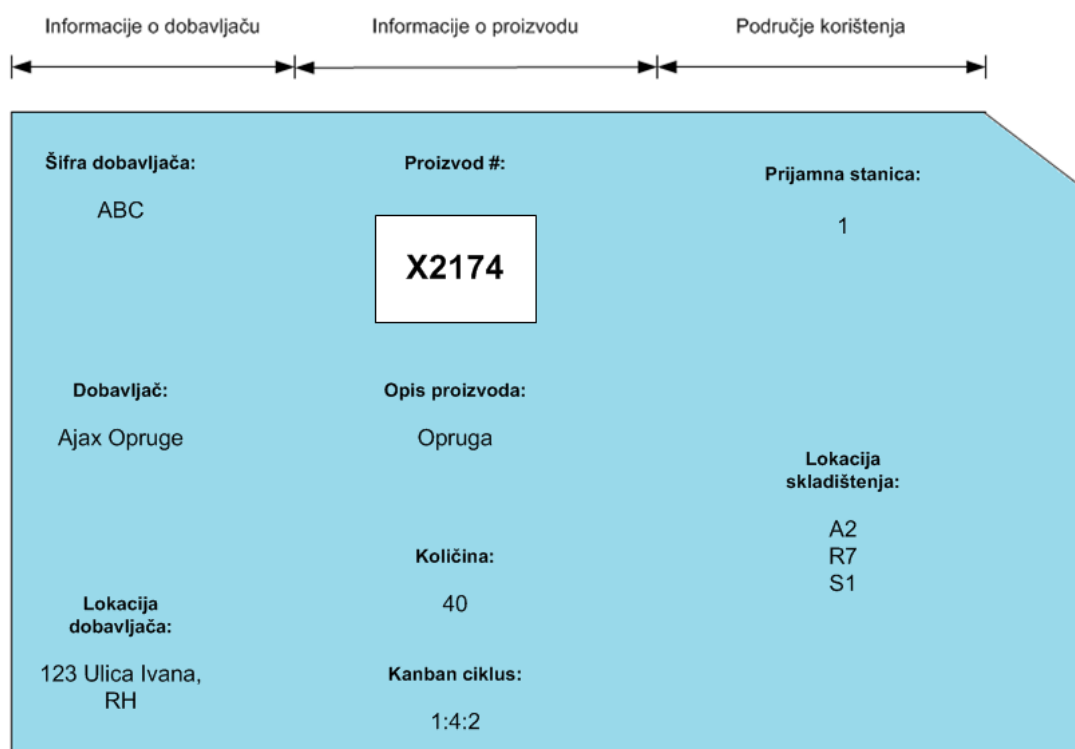 Informacije o dobavljaču
Informacije o proizvodu
Područje korištenja
Šifra dobavljača:
ABC
Dobavljač:
Ajax Opruge
Lokacija
dobavljača:
123 Ulica Ivana,
RH
Proizvod #:
X2174
Opis proizvoda:
Opruga
Količina:
40
Kanban ciklus:
1:4:2
Prijamna stanica:
1
Lokacija
skladištenja:
A2
R7
S1